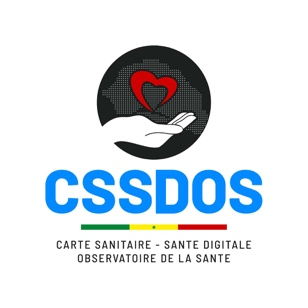 CSSDOS
CARTE SANITAIRE - SANTE DIGITALE
OBSERVATOIRE DE LA SANTE